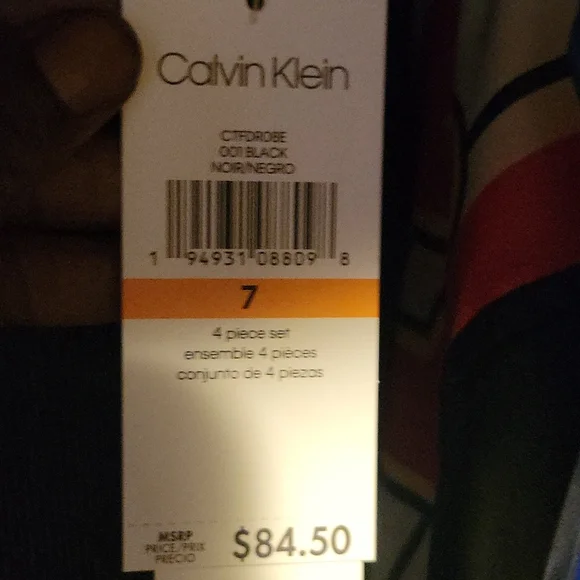 Calvin Klein
CTFDROBE
001 BLACK
NOIR/NEGRO
1 94931 08809 8
7
4 piece set
ensemble 4 pièces
conjunto de 4 piezas
MSRP
PRICE/PRIX
PRECIO
$84.50